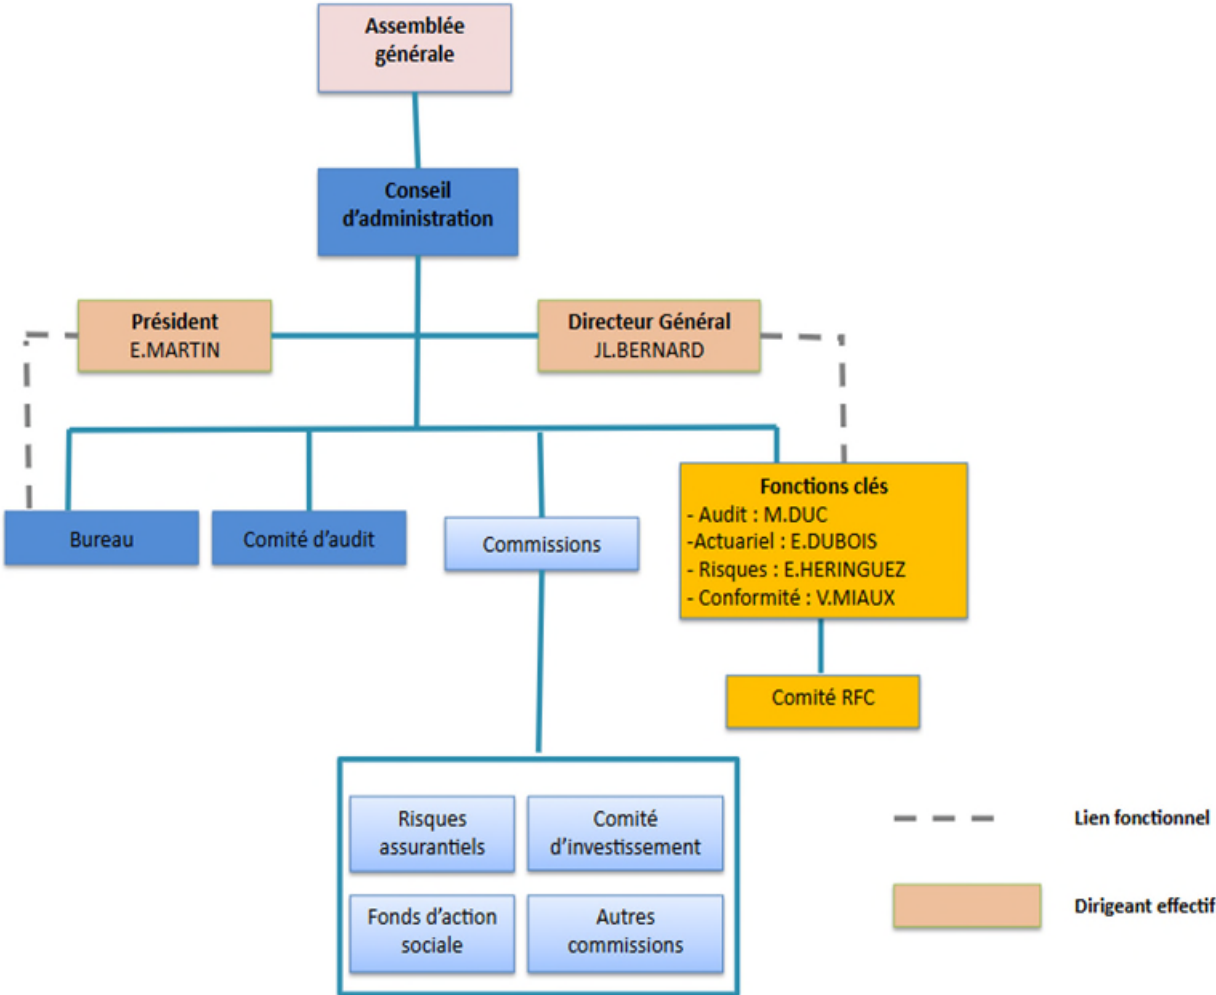 Assemblée
générale
Conseil
d'administration
Président
E.MARTIN
Directeur Général
JL.BERNARD
Bureau
Comité d'audit
Commissions
Fonctions clés
- Audit : M.DUC
-Actuariel : E.DUBOIS
- Risques : E.HERINGUEZ
- Conformité : V.MIAUX
Comité RFC
Risques
assurantiels
Comité
d'investissement
Fonds d'action
sociale
Autres
commissions
Lien fonctionnel
Dirigeant effectif